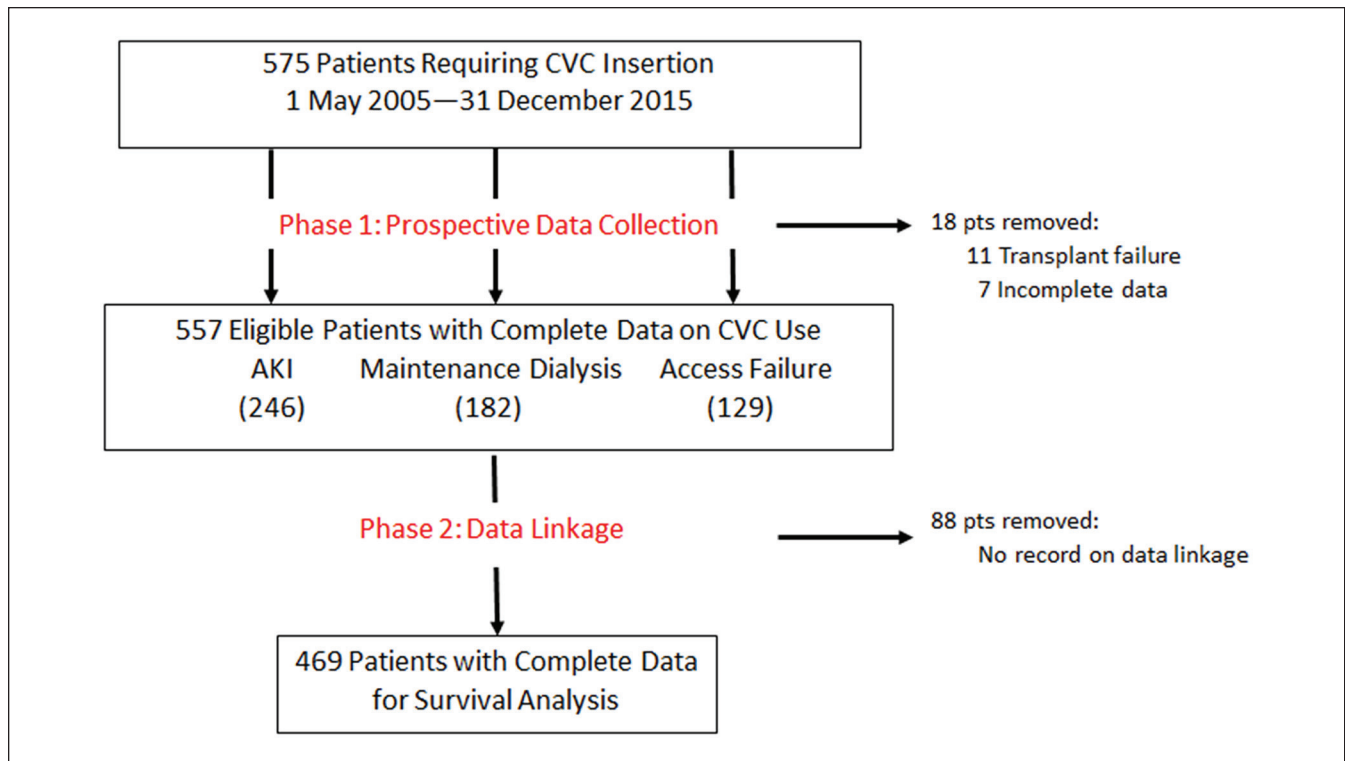 575 Patients Requiring CVC Insertion
1 May 2005—31 December 2015
Phase 1: Prospective Data Collection
18 pts removed:
11 Transplant failure
7 Incomplete data
557 Eligible Patients with Complete Data on CVC Use
AKI Maintenance Dialysis Access Failure
(246) (182) (129)
Phase 2: Data Linkage
88 pts removed:
No record on data linkage
469 Patients with Complete Data
for Survival Analysis